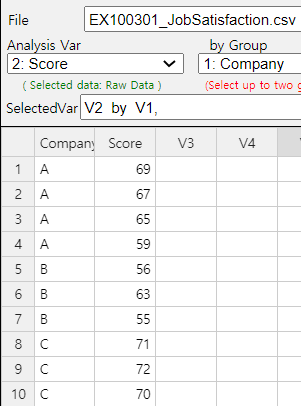 File EX100301_JobSatisfaction.csv
Analysis Var by Group
2: Score 1: Company
( Selected data: Raw Data ) (Select up to two g
SelectedVar V2 by V1,
Company Score V3 V4
1 A 69
2 A 67
3 A 65
4 A 59
5 B 56
6 B 63
7 B 55
8 C 71
9 C 72
10 C 70